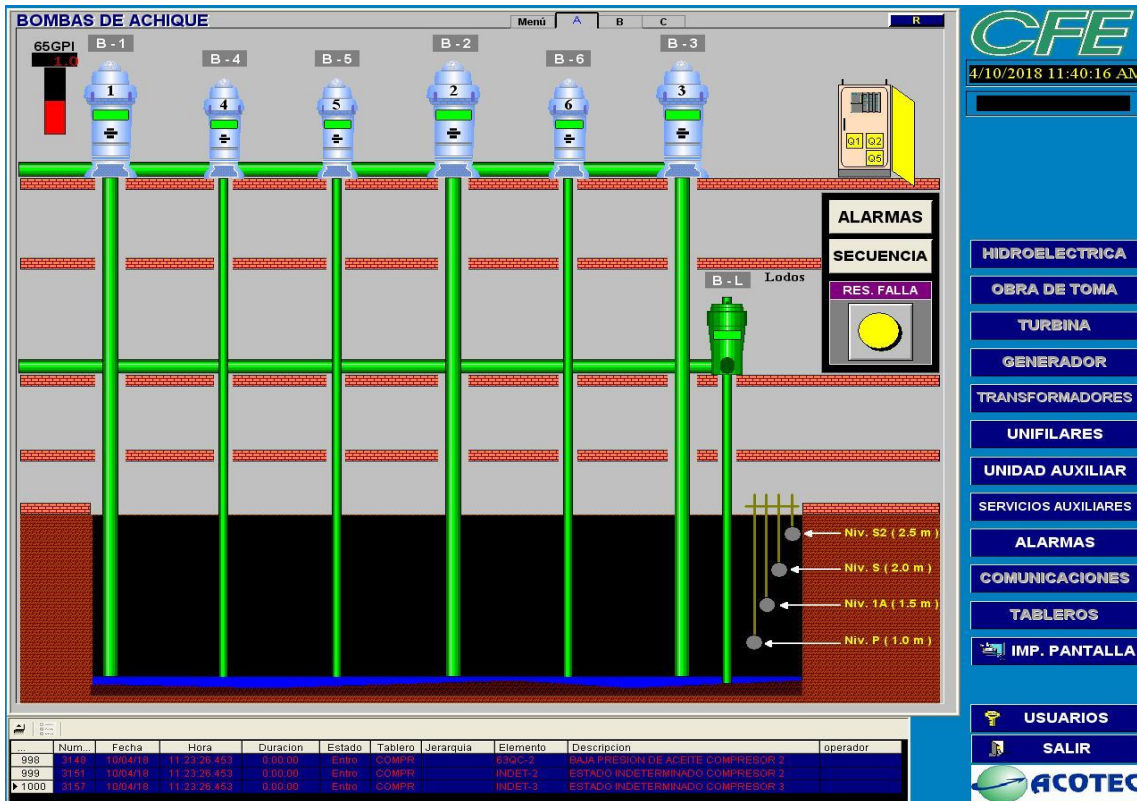 BOMBAS DE ACHIQUE
Menú A B C
R
CFE
4/10/2018 11:40:16 AM
65GPI
1.0
B - 1
B - 4
B - 5
B - 2
B - 6
B - 3
1
4
5
2
6
3
Q1 Q2
Q5
ALARMAS
SECUENCIA
RES. FALLA
B - L Lodos
Niv. S2 ( 2.5 m )
Niv. S ( 2.0 m )
Niv. 1A ( 1.5 m )
Niv. P ( 1.0 m )
HIDROELECTRICA
OBRA DE TOMA
TURBINA
GENERADOR
TRANSFORMADORES
UNIFILARES
UNIDAD AUXILIAR
SERVICIOS AUXILIARES
ALARMAS
COMUNICACIONES
TABLEROS
IMP. PANTALLA
USUARIOS
SALIR
ACOTEC
... Num... Fecha Hora Duracion Estado Tablero Jerarquia Elemento Descripcion operador
998 3149 10/04/18 11:23:26.453 0:00:00 Entro COMPR 63QC-2 BAJA PRESION DE ACEITE COMPRESOR 2
999 3151 10/04/18 11:23:26.453 0:00:00 Entro COMPR INDET-2 ESTADO INDETERMINADO COMPRESOR 2
1000 3157 10/04/18 11:23:26.453 0:00:00 Entro COMPR INDET-3 ESTADO INDETERMINADO COMPRESOR 3